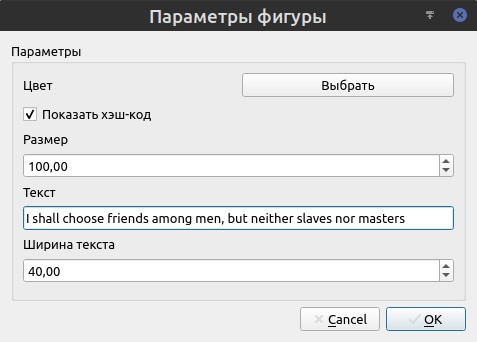 Параметры фигуры
Параметры
Цвет Выбрать
Показать хэш-код
Размер
100,00
Текст
I shall choose friends among men, but neither slaves nor masters
Ширина текста
40,00
Cancel OK